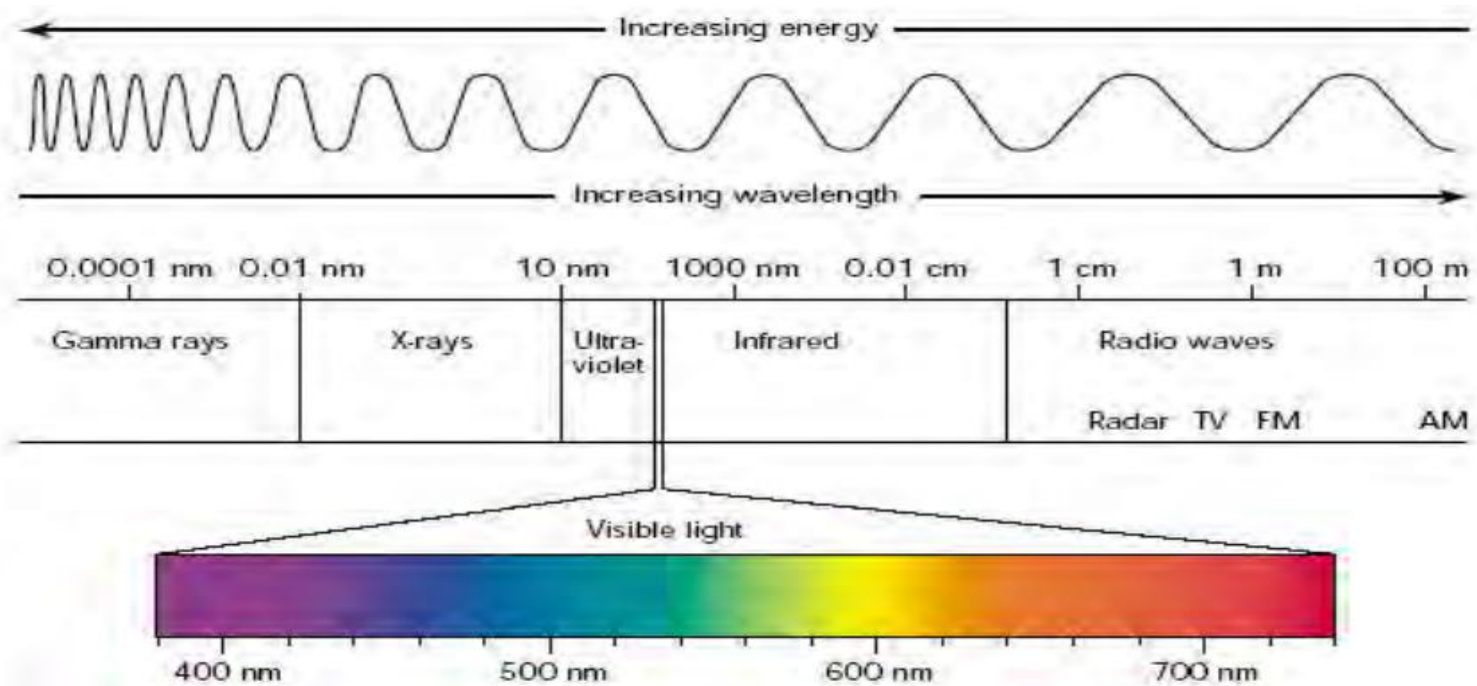 Increasing energy
Increasing wavelength
0.0001 nm 0.01 nm 10 nm 1000 nm 0.01 cm 1 cm 1 m 100 m
Gamma rays X-rays Ultra- Infrared Radio waves
violet
Radar TV FM AM
Visible light
400 nm 500 nm 600 nm 700 nm